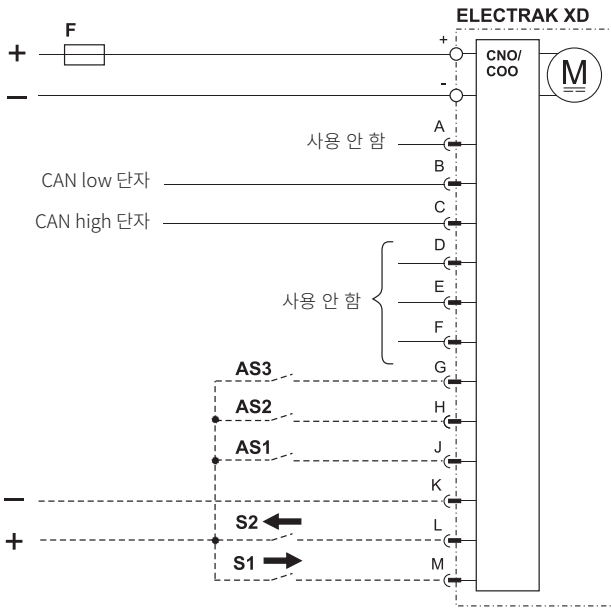 ELECTRAK XD
F
+
+
CNO/
COO
M
–
-
A
사용 안 함
B
CAN low 단자
C
CAN high 단자
D
E
사용 안 함
F
G
AS3
H
AS2
J
AS1
K
–
L
S2
+
M
S1